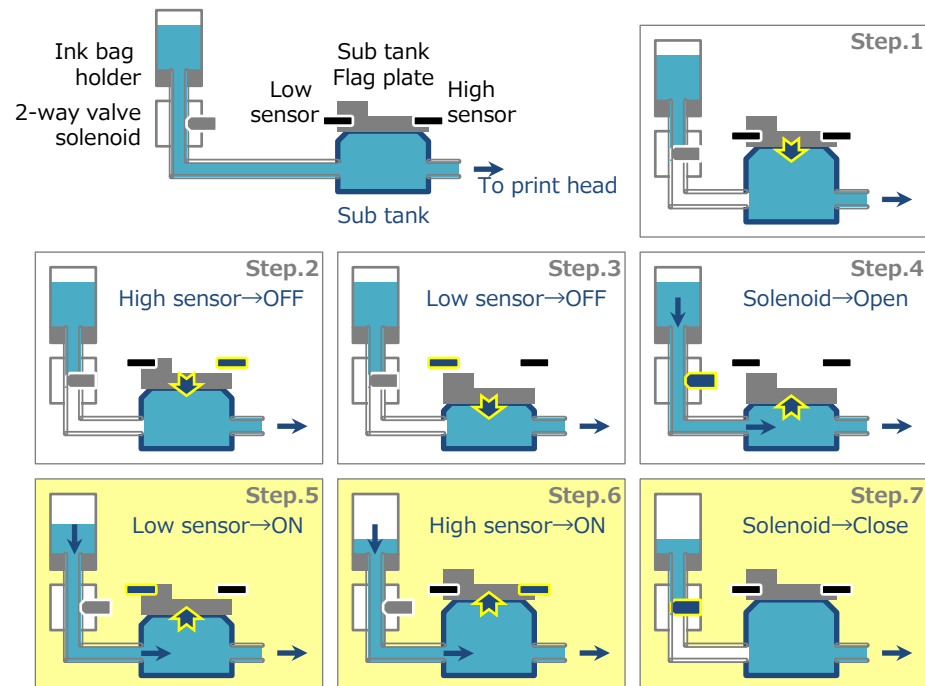 Ink bag
holder
2-way valve
solenoid
Low
sensor
Sub tank
Flag plate
High
sensor
To print head
Sub tank
Step.1
Step.2
High sensor→OFF
Step.3
Low sensor→OFF
Step.4
Solenoid→Open
Step.5
Low sensor→ON
Step.6
High sensor→ON
Step.7
Solenoid→Close